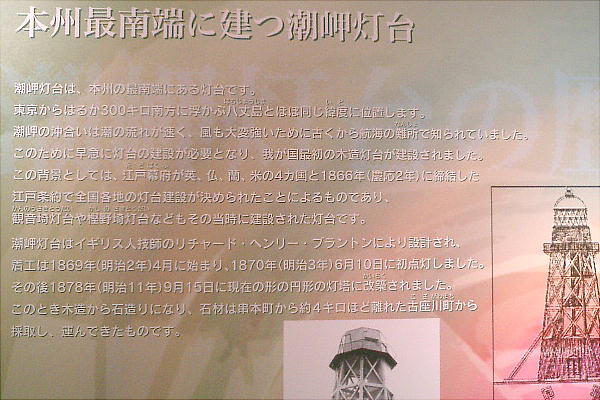 本州最南端に建つ潮岬灯台
潮岬灯台は、本州の最南端にある灯台です。
東京からはるか300キロ南方に浮かぶ八丈島とほぼ同じ緯度に位置します。
潮岬の沖合いは潮の流れが速く、風も大変強いために古くから航海の難所で知られていました。
このために早急に灯台の建設が必要となり、我が国最初の木造灯台が建設されました。
この背景としては、江戸幕府が英、仏、蘭、米の4カ国と1866年(慶応2年)に締結した
江戸条約で全国各地の灯台建設が決められたことによるものであり、
観音埼灯台や樫野埼灯台などもその当時に建設された灯台です。
潮岬灯台はイギリス人技師のリチャード・ヘンリー・ブラントンにより設計され、
着工は1869年(明治2年)4月に始まり、1870年(明治3年)6月10日に初点灯しました。
その後1878年(明治11年)9月15日に現在の形の円形の灯塔に改築されました。
このとき木造から石造りになり、石材は串本町から約4キロほど離れた古座川町から
採取し、運んできたものです。